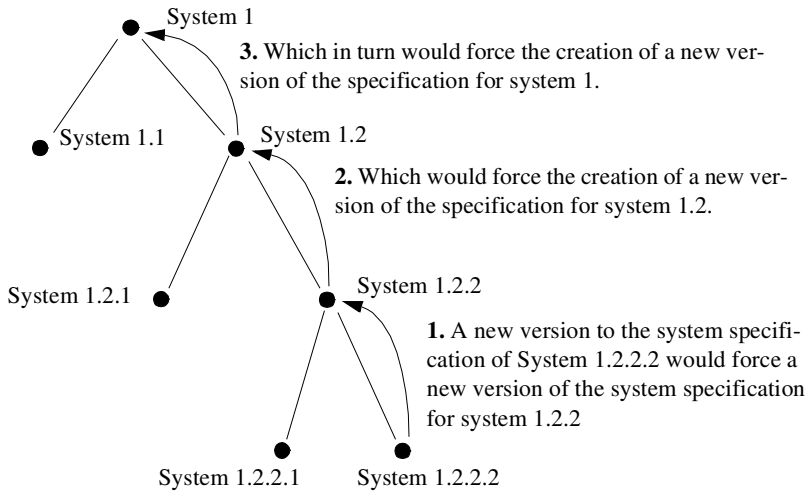 System 1
3. Which in turn would force the creation of a new ver-
sion of the specification for system 1.
System 1.1
System 1.2
2. Which would force the creation of a new ver-
sion of the specification for system 1.2.
System 1.2.1
System 1.2.2
1. A new version to the system specifi-
cation of System 1.2.2.2 would force a
new version of the system specification
for system 1.2.2
System 1.2.2.1
System 1.2.2.2